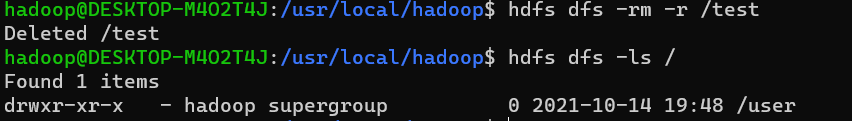 hadoop@DESKTOP-M4O2T4J:/usr/local/hadoop$ hdfs dfs -rm -r /test
Deleted /test
hadoop@DESKTOP-M4O2T4J:/usr/local/hadoop$ hdfs dfs -ls /
Found 1 items
drwxr-xr-x   - hadoop supergroup          0 2021-10-14 19:48 /user